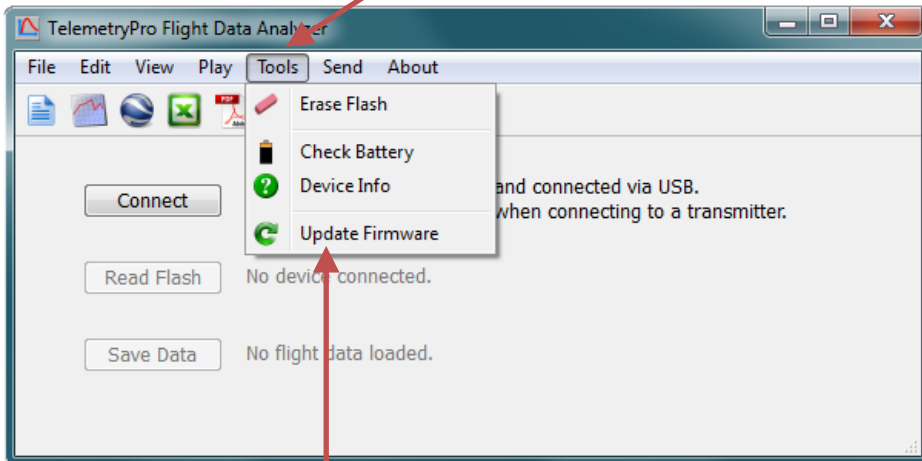 TelemetryPro Flight Data Analyzer
File Edit View Play Tools Send About
PDF
Erase Flash
Check Battery
Device Info
Update Firmware
Connect
and connected via USB.
when connecting to a transmitter.
Read Flash No device connected.
Save Data No flight data loaded.